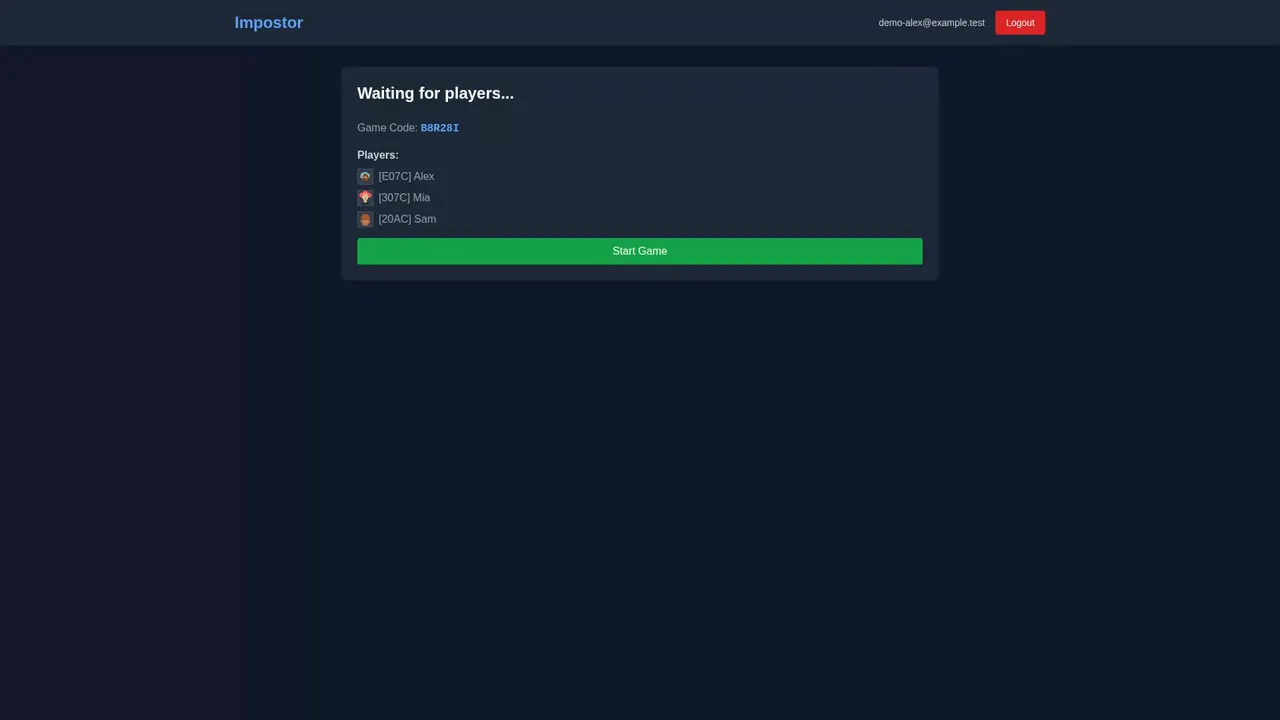 Impostor
demo-alex@example.test
Logout
Waiting for players...
Game Code: B8R28I
Players:
[E07C] Alex
[307C] Mia
[20AC] Sam
Start Game